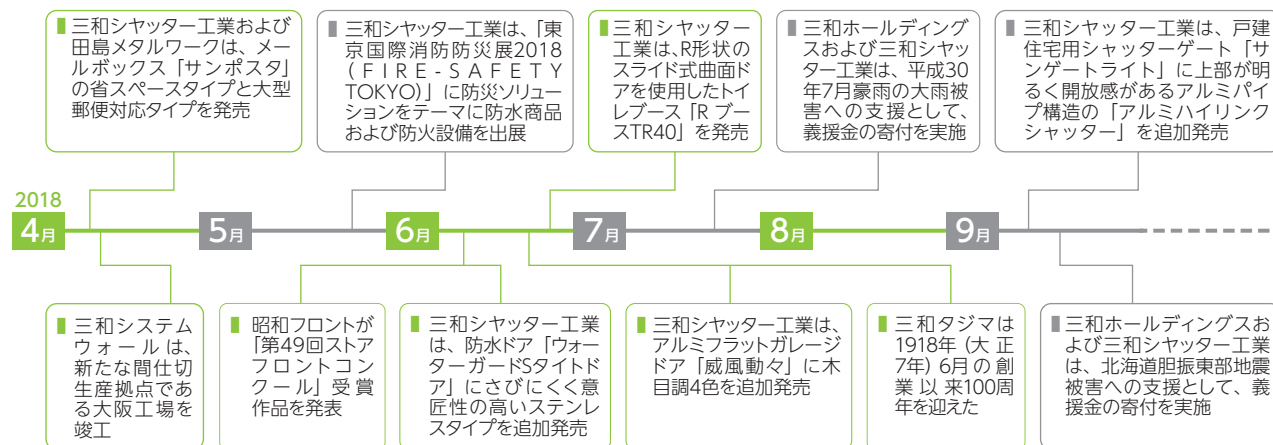 三和シヤッター工業および
田島メタルワークは、メー
ルボックス「サンポスタ」
の省スペースタイプと大型
郵便対応タイプを発売
三和シヤッター工業は、「東
京国際消防防災展2018
(FIRE-SAFETY
TOKYO)」に防災ソリュー
ションをテーマに防水商品
および防火設備を出展
三和シヤッター
工業は、R形状の
スライド式曲面ド
アを使用したトイ
レブース「R ブー
スTR40」を発売
三和ホールディング
スおよび三和シヤッ
ター工業は、平成30
年7月豪雨の大雨被
害への支援として、
義援金の寄付を実施
三和シヤッター工業は、戸建
住宅用シャッターゲート「サ
ンゲートライト」に上部が明
るく開放感があるアルミパイ
プ構造の「アルミハイリンク
シャッター」を追加発売
2018
4月
5月
6月
7月
8月
9月
三和システム
ウォールは、
新たな間仕切
生産拠点であ
る大阪工場を
竣工
昭和フロントが
「第49回ストア
フロントコン
クール」受賞
作品を発表
三和シヤッター工業
は、防水ドア「ウォー
ターガードSタイトド
ア」にさびにくく意
匠性の高いステンレ
スタイプを追加発売
三和シヤッター工業は、
アルミフラットガレージ
ドア「威風動々」に木
目調4色を追加発売
三和タジマは
1918年(大正
7年)6月の創
業以来100周
年を迎えた
三和ホールディングスお
よび三和シヤッター工業
は、北海道胆振東部地震
被害への支援として、義
援金の寄付を実施